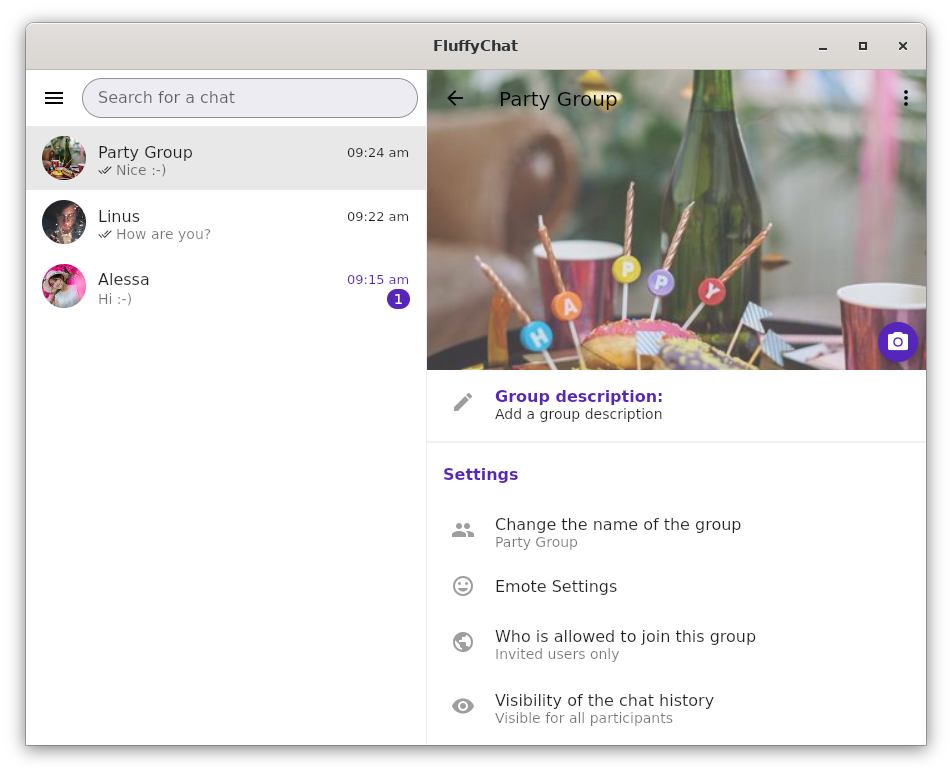 FluffyChat
Search for a chat
Party Group 09:24 am
Nice :-)
Linus 09:22 am
How are you?
Alessa 09:15 am
Hi :-) 1
Party Group
H A P P Y
Group description:
Add a group description
Settings
Change the name of the group
Party Group
Emote Settings
Who is allowed to join this group
Invited users only
Visibility of the chat history
Visible for all participants